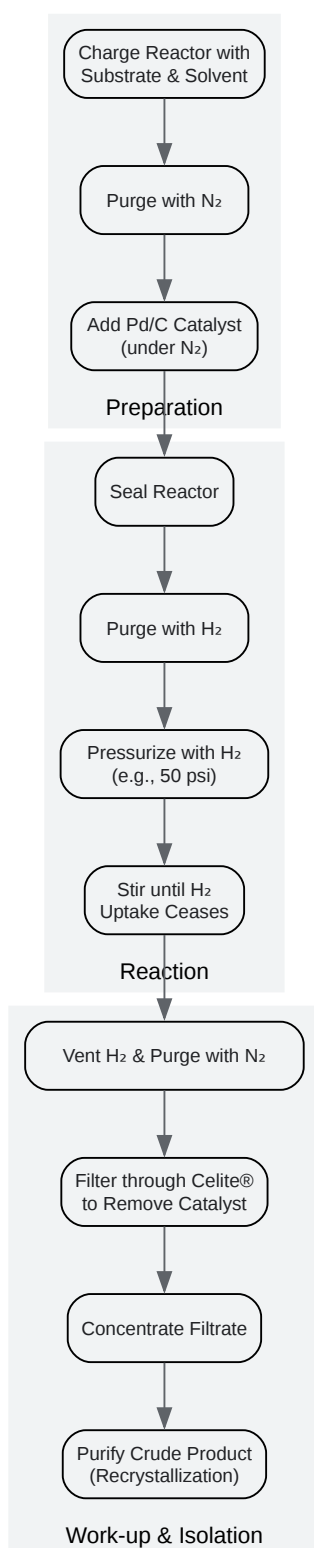 Charge Reactor with
Substrate & Solvent
Purge with N₂
Add Pd/C Catalyst
(under N₂)
Preparation
Seal Reactor
Purge with H₂
Pressurize with H₂
(e.g., 50 psi)
Stir until H₂
Uptake Ceases
Reaction
Vent H₂ & Purge with N₂
Filter through Celite®
to Remove Catalyst
Concentrate Filtrate
Purify Crude Product
(Recrystallization)
Work-up & Isolation